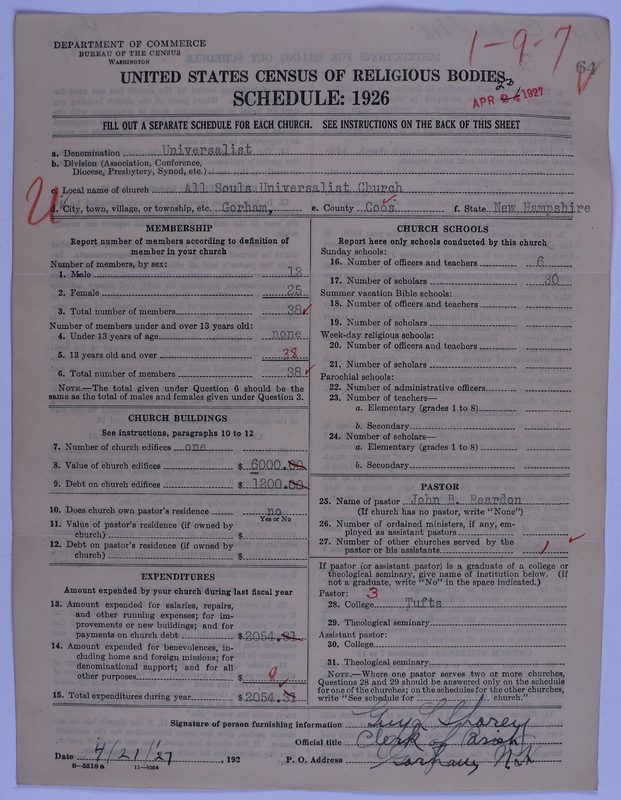 DEPARTMENT OF COMMERCE
BUREAU OF THE CENSUS
WASHINGTON
1-9-7
64
UNITED STATES CENSUS OF RELIGIOUS BODIES
SCHEDULE: 1926
APR 1927
FILL OUT A SEPARATE SCHEDULE FOR EACH CHURCH. SEE INSTRUCTIONS ON THE BACK OF THIS SHEET
a. Denomination Universalist
b. Division (Association, Conference,
Diocese, Presbytery, Synod, etc.)
c. Local name of church All Souls Universalist Church
d. City, town, village, or township, etc. Gorham, e. County Coos f. State New Hampshire
MEMBERSHIP
Report number of members according to definition of
member in your church
Number of members, by sex:
1. Male 13
2. Female 25
3. Total number of members 38
Number of members under and over 13 years old:
4. Under 13 years of age none
5. 13 years old and over 38
6. Total number of members 38
NOTE.—The total given under Question 6 should be the
same as the total of males and females given under Question 3.
CHURCH BUILDINGS
See instructions, paragraphs 10 to 12
7. Number of church edifices one
8. Value of church edifices $ 6000.00
9. Debt on church edifices $ 1200.00
10. Does church own pastor's residence no
Yes or No
11. Value of pastor's residence (if owned by
church) $
12. Debt on pastor's residence (if owned by
church) $
EXPENDITURES
Amount expended by your church during last fiscal year
13. Amount expended for salaries, repairs,
and other running expenses; for im-
provements or new buildings; and for
payments on church debt $ 2054.31
14. Amount expended for benevolences, in-
cluding home and foreign missions; for
denominational support; and for all
other purposes $ 0
15. Total expenditures during year $ 2054.31
CHURCH SCHOOLS
Report here only schools conducted by this church
Sunday schools:
16. Number of officers and teachers 6
17. Number of scholars 30
Summer vacation Bible schools:
18. Number of officers and teachers
19. Number of scholars
Week-day religious schools:
20. Number of officers and teachers
21. Number of scholars
Parochial schools:
22. Number of administrative officers
23. Number of teachers—
a. Elementary (grades 1 to 8)
b. Secondary
24. Number of scholars—
a. Elementary (grades 1 to 8)
b. Secondary
PASTOR
25. Name of pastor John B. Reardon
(If church has no pastor, write "None")
26. Number of ordained ministers, if any, em-
ployed as assistant pastors
27. Number of other churches served by the
pastor or his assistants 1
If pastor (or assistant pastor) is a graduate of a college or
theological seminary, give name of institution below. (If
not a graduate, write "No" in the space indicated.)
Pastor: 3
28. College Tufts
29. Theological seminary
Assistant pastor:
30. College
31. Theological seminary
NOTE.—Where one pastor serves two or more churches,
Questions 28 and 29 should be answered only on the schedule
for one of the churches; on the schedules for the other churches,
write "See schedule for church."
Signature of person furnishing information Guy L Shorey
Official title Clerk of Parish
Date 4/21/27, 192 P. O. Address Gorham, N.H
8-5518a 11-9054